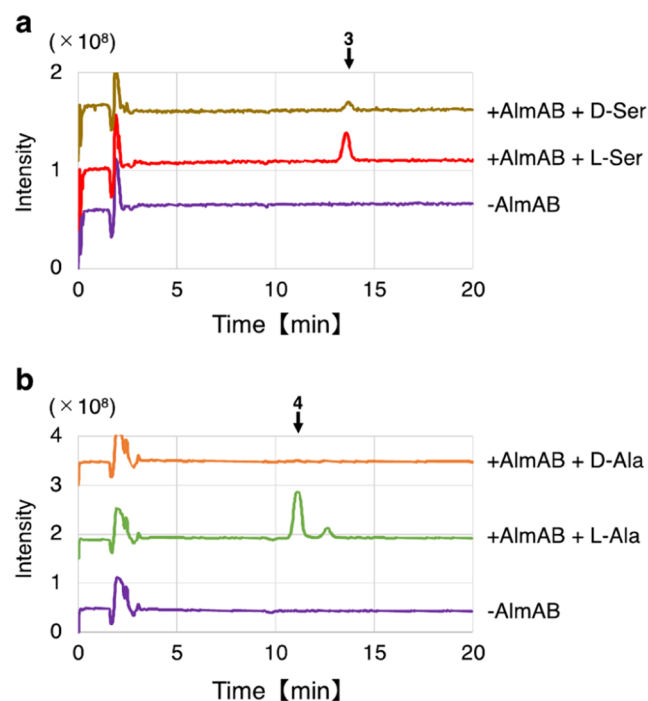 a
(×10⁸)
3
2
1
0
Intensity
+AlmAB + D-Ser
+AlmAB + L-Ser
-AlmAB
0 5 10 15 20
Time【min】
b
(×10⁸)
4
4
3
2
1
0
Intensity
+AlmAB + D-Ala
+AlmAB + L-Ala
-AlmAB
0 5 10 15 20
Time【min】